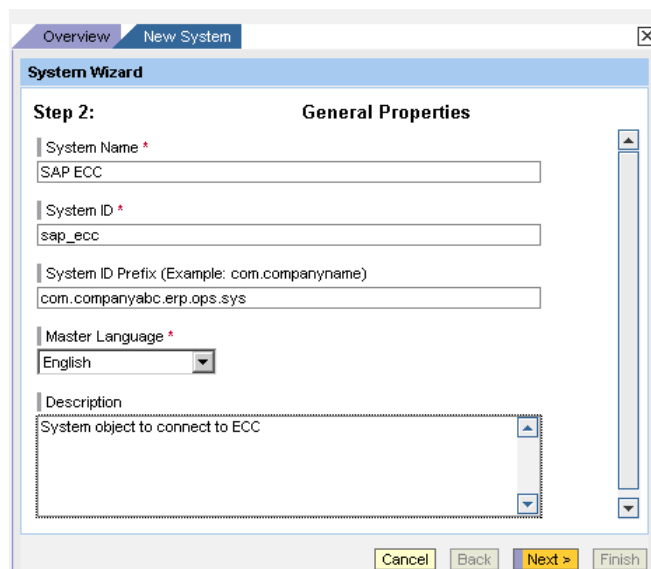 Overview New System
System Wizard
Step 2: General Properties
System Name *
SAP ECC
System ID *
sap_ecc
System ID Prefix (Example: com.companyname)
com.companyabc.erp.ops.sys
Master Language *
English
Description
System object to connect to ECC
Cancel Back Next > Finish